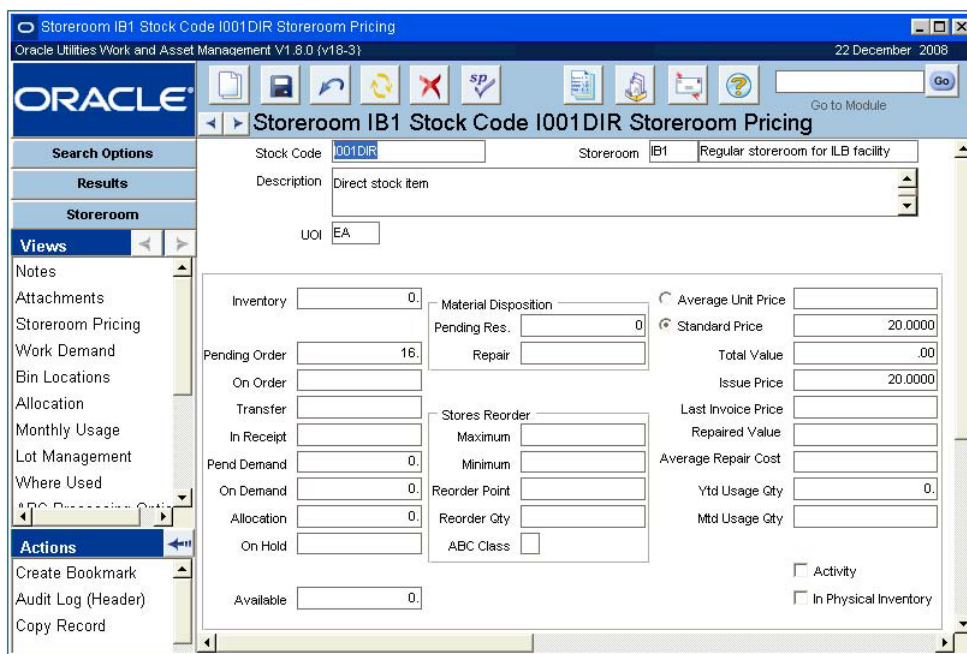 Storeroom IB1 Stock Code I001DIR Storeroom Pricing
Oracle Utilities Work and Asset Management V1.8.0 (v18-3)
22 December 2008
ORACLE®
sp
?
Go
Go to Module
Storeroom IB1 Stock Code I001DIR Storeroom Pricing
Search Options
Results
Storeroom
Views
Notes
Attachments
Storeroom Pricing
Work Demand
Bin Locations
Allocation
Monthly Usage
Lot Management
Where Used
Actions
Create Bookmark
Audit Log (Header)
Copy Record
Stock Code I001DIR
Storeroom IB1 Regular storeroom for ILB facility
Description Direct stock item
UOI EA
Inventory 0.
Pending Order 16.
On Order
Transfer
In Receipt
Pend Demand 0.
On Demand 0.
Allocation 0.
On Hold
Available 0.
Material Disposition
Pending Res. 0
Repair
Stores Reorder
Maximum
Minimum
Reorder Point
Reorder Qty
ABC Class
Average Unit Price
Standard Price 20.0000
Total Value .00
Issue Price 20.0000
Last Invoice Price
Repaired Value
Average Repair Cost
Ytd Usage Qty 0.
Mtd Usage Qty
Activity
In Physical Inventory